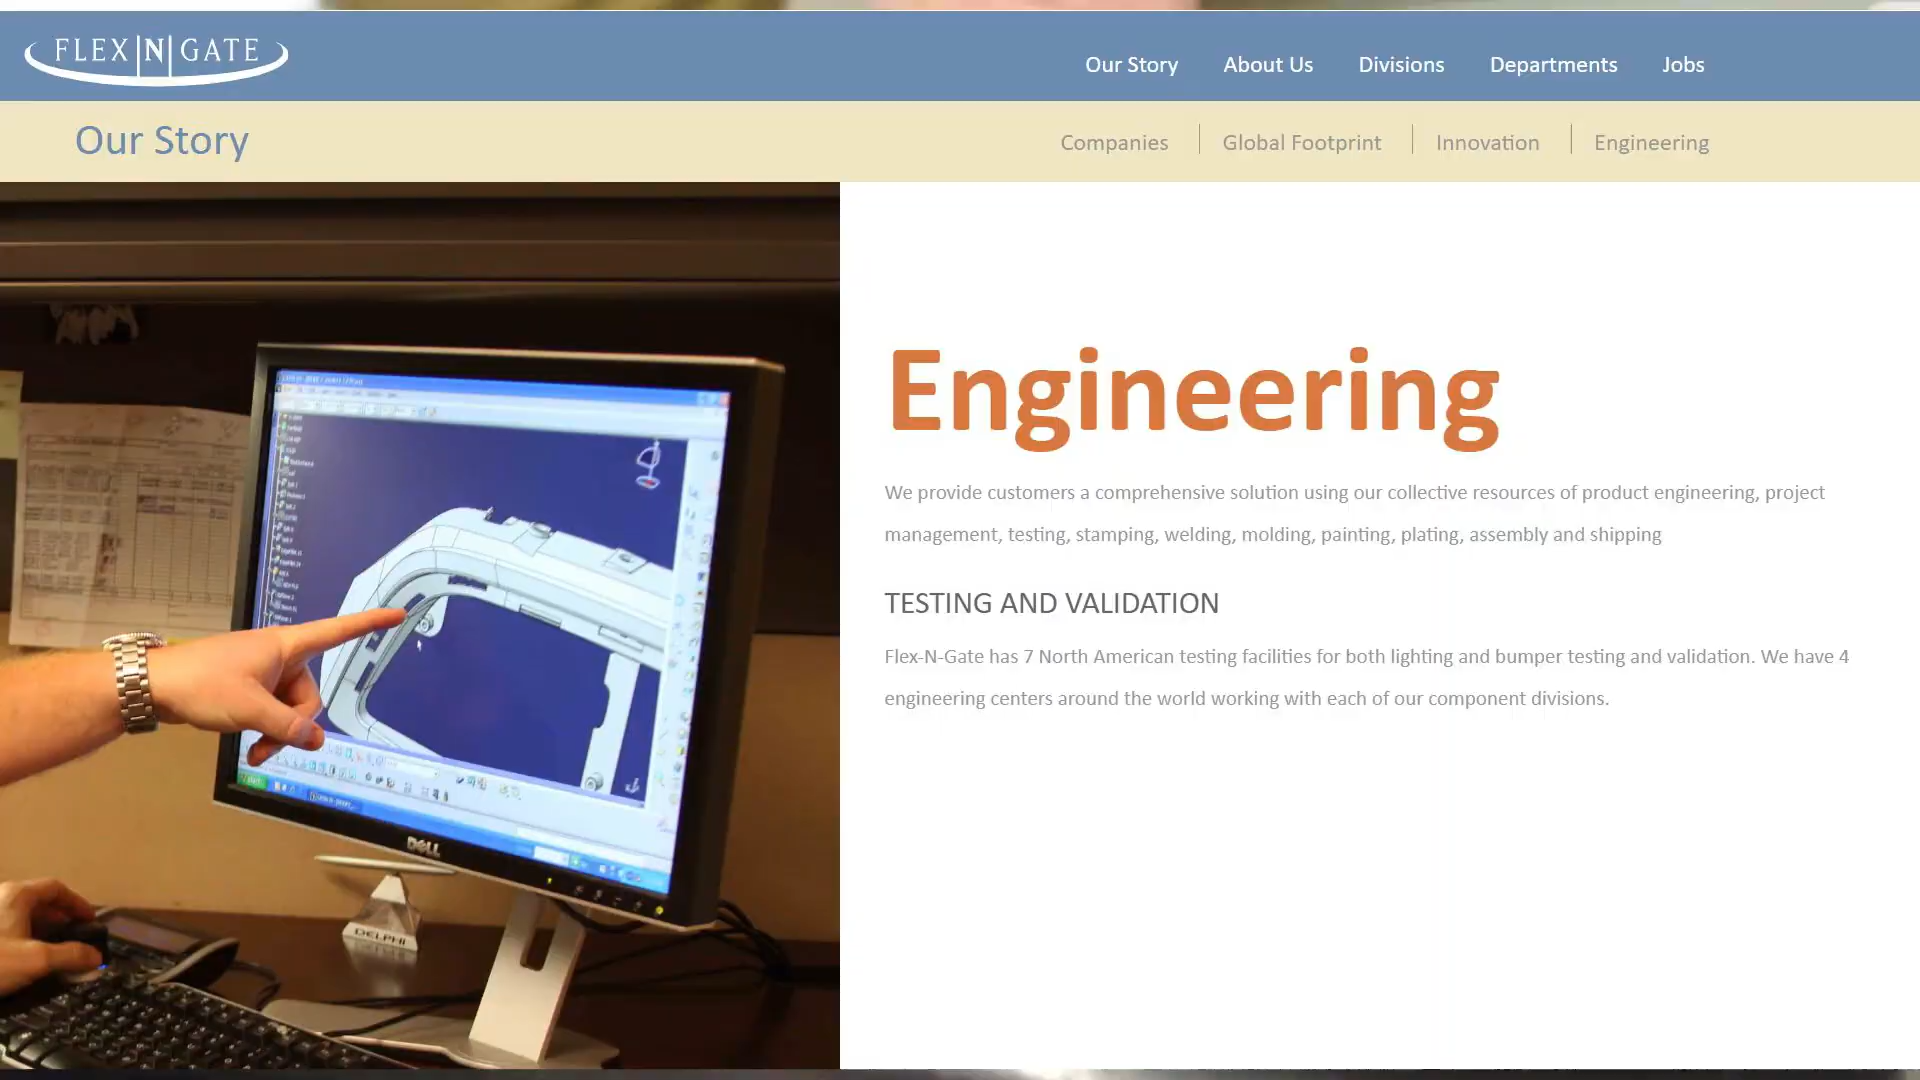 FLEX|N|GATE
Our Story
About Us
Divisions
Departments
Jobs
Our Story
Companies
Global Footprint
Innovation
Engineering
Engineering
We provide customers a comprehensive solution using our collective resources of product engineering, project
management, testing, stamping, welding, molding, painting, plating, assembly and shipping
TESTING AND VALIDATION
Flex-N-Gate has 7 North American testing facilities for both lighting and bumper testing and validation. We have 4
engineering centers around the world working with each of our component divisions.
DELL
DELPHI